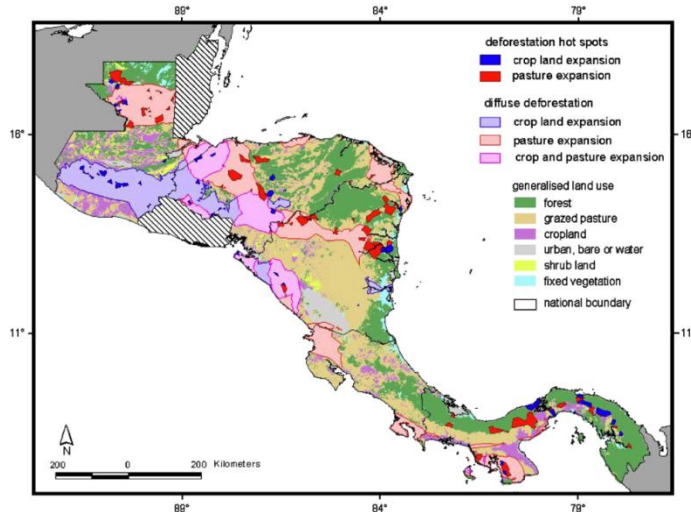 89°
84°
79°
deforestation hot spots
crop land expansion
pasture expansion
diffuse deforestation
18°
18°
crop land expansion
pasture expansion
crop and pasture expansion
generalised land use
forest
grazed pasture
cropland
urban, bare or water
shrub land
fixed vegetation
national boundary
11°
11°
N
200 0 200 Kilometers
89°
84°
79°